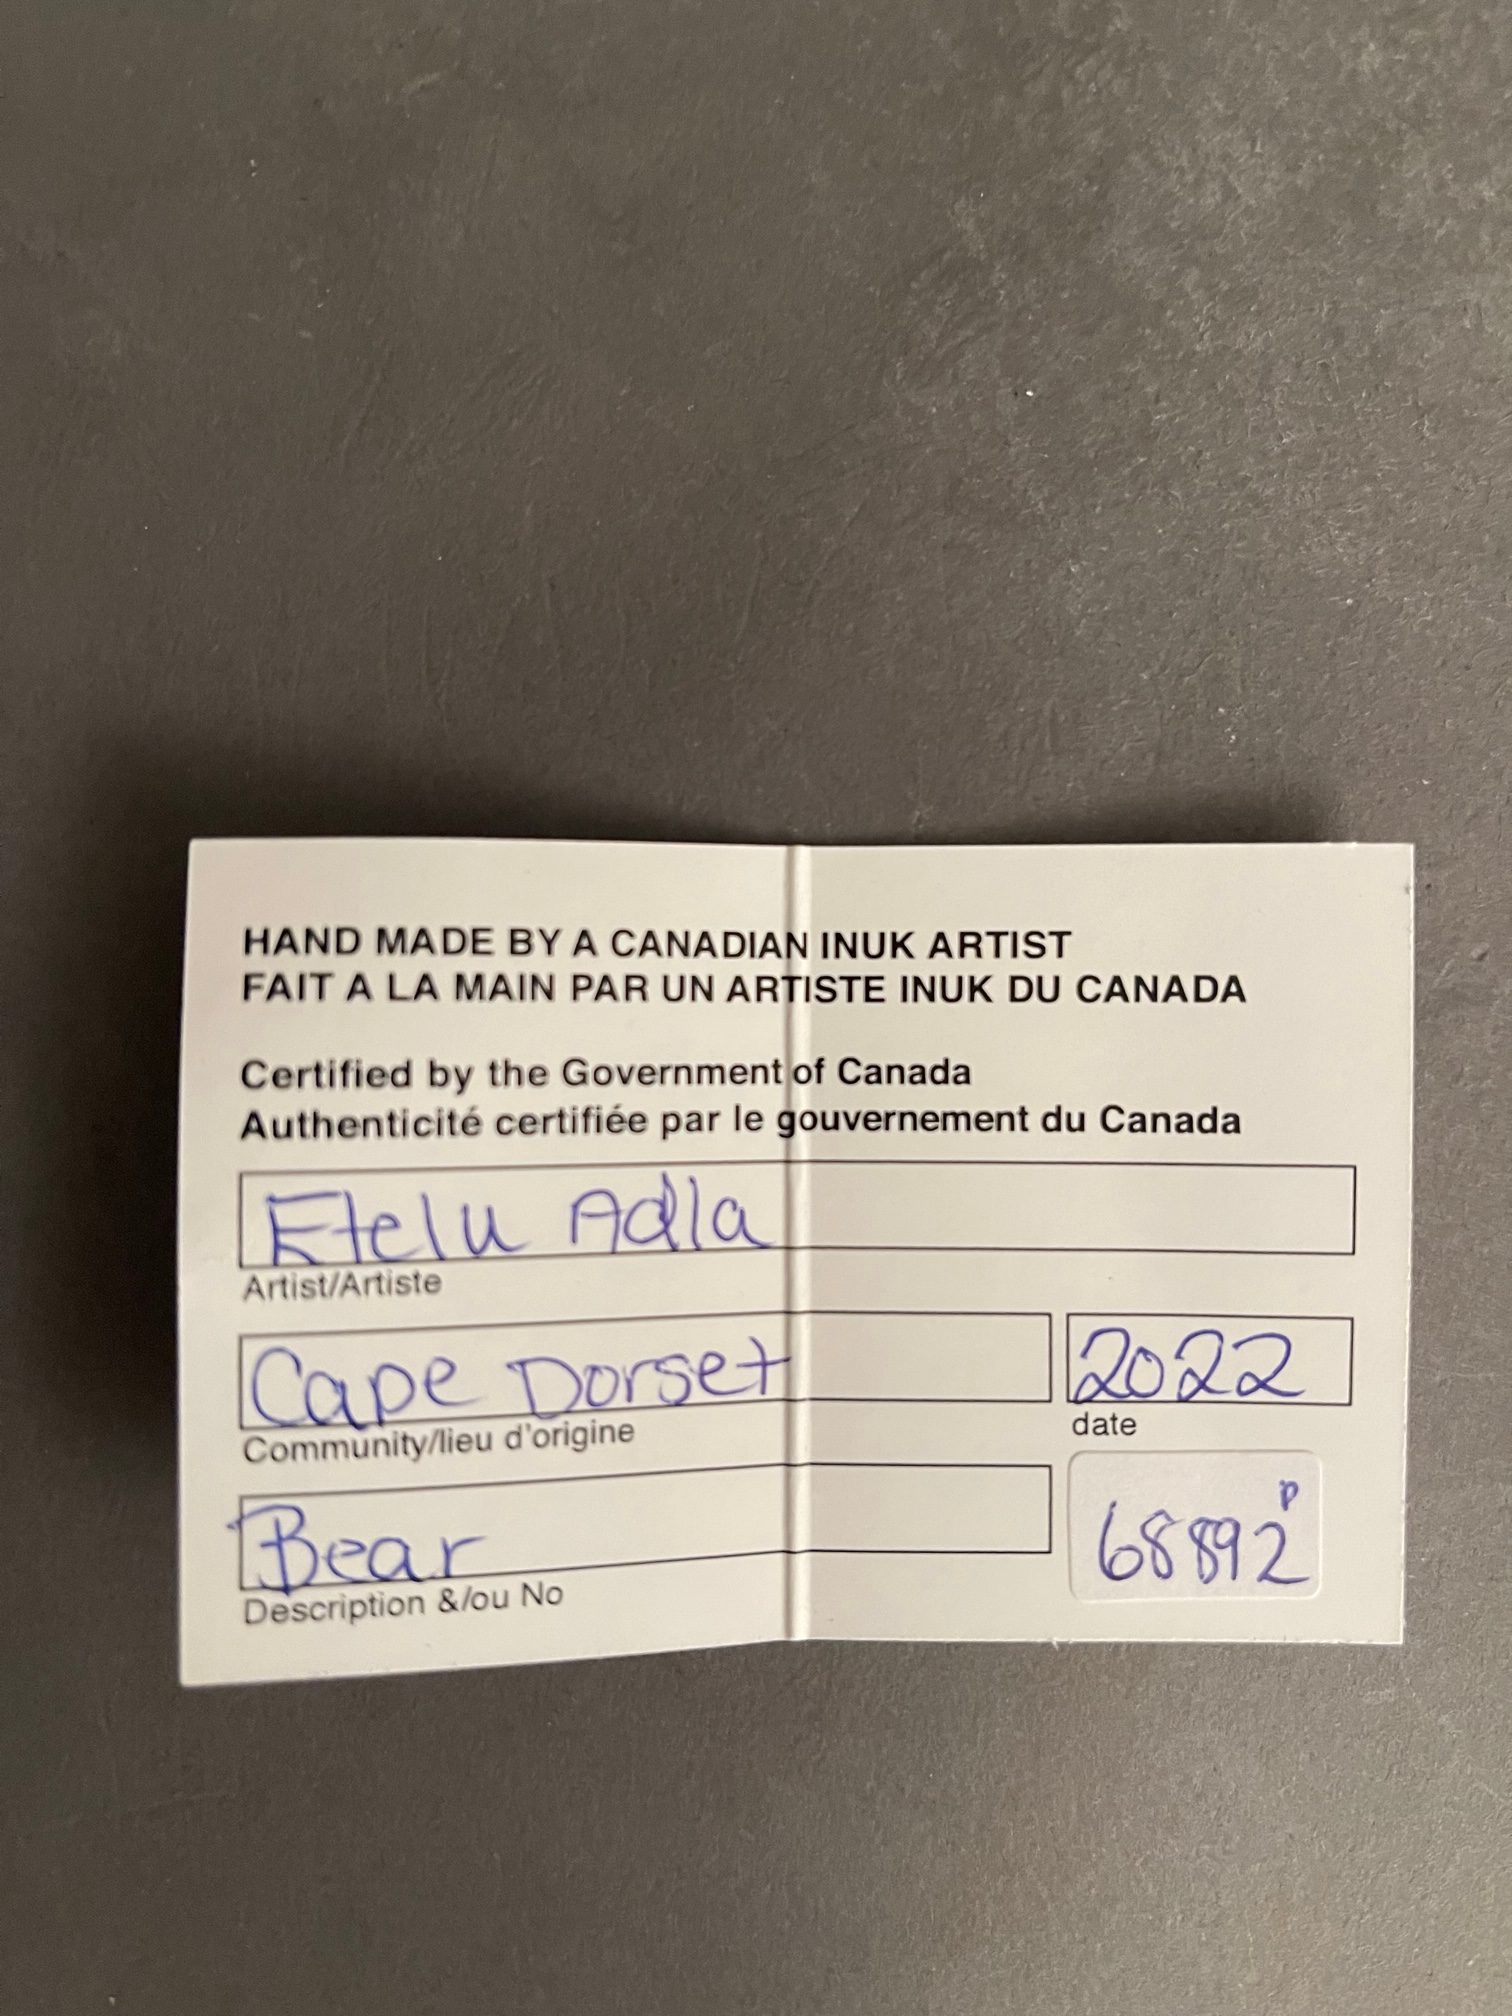 HAND MADE BY A CANADIAN INUK ARTIST
FAIT A LA MAIN PAR UN ARTISTE INUK DU CANADA
Certified by the Government of Canada
Authenticité certifiée par le gouvernement du Canada
Etelu Adla
Artist/Artiste
Cape Dorset 2022
Community/lieu d'origine date
Bear 68892 P
Description &/ou No